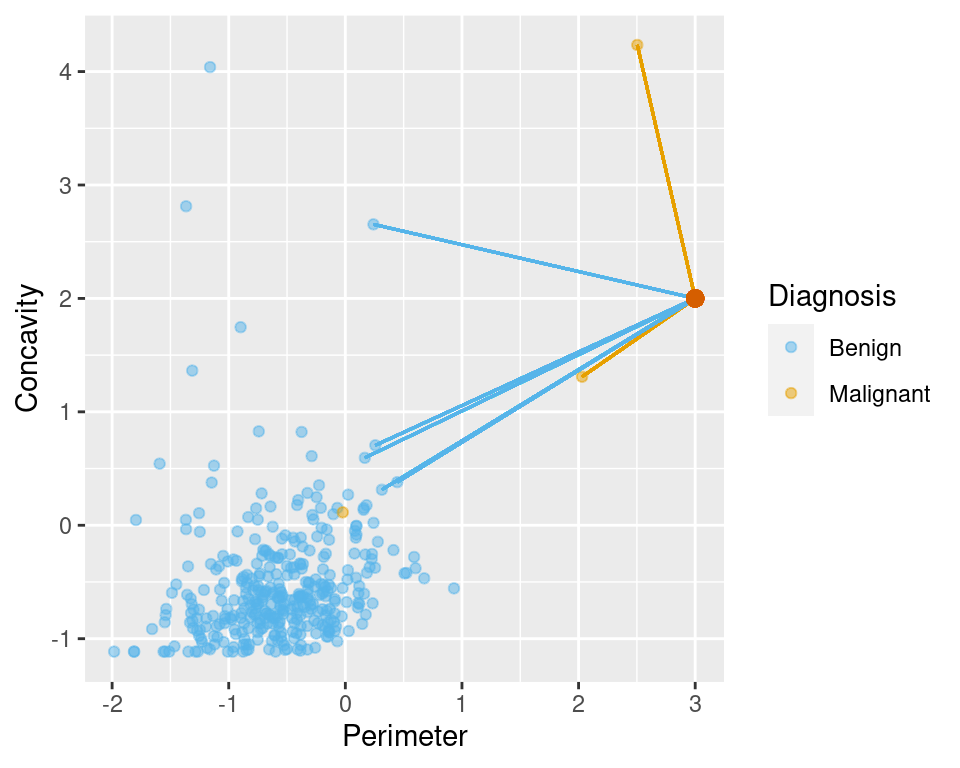 4
3
2
1
0
-1
-2 -1 0 1 2 3
Perimeter
Concavity
Diagnosis
Benign
Malignant